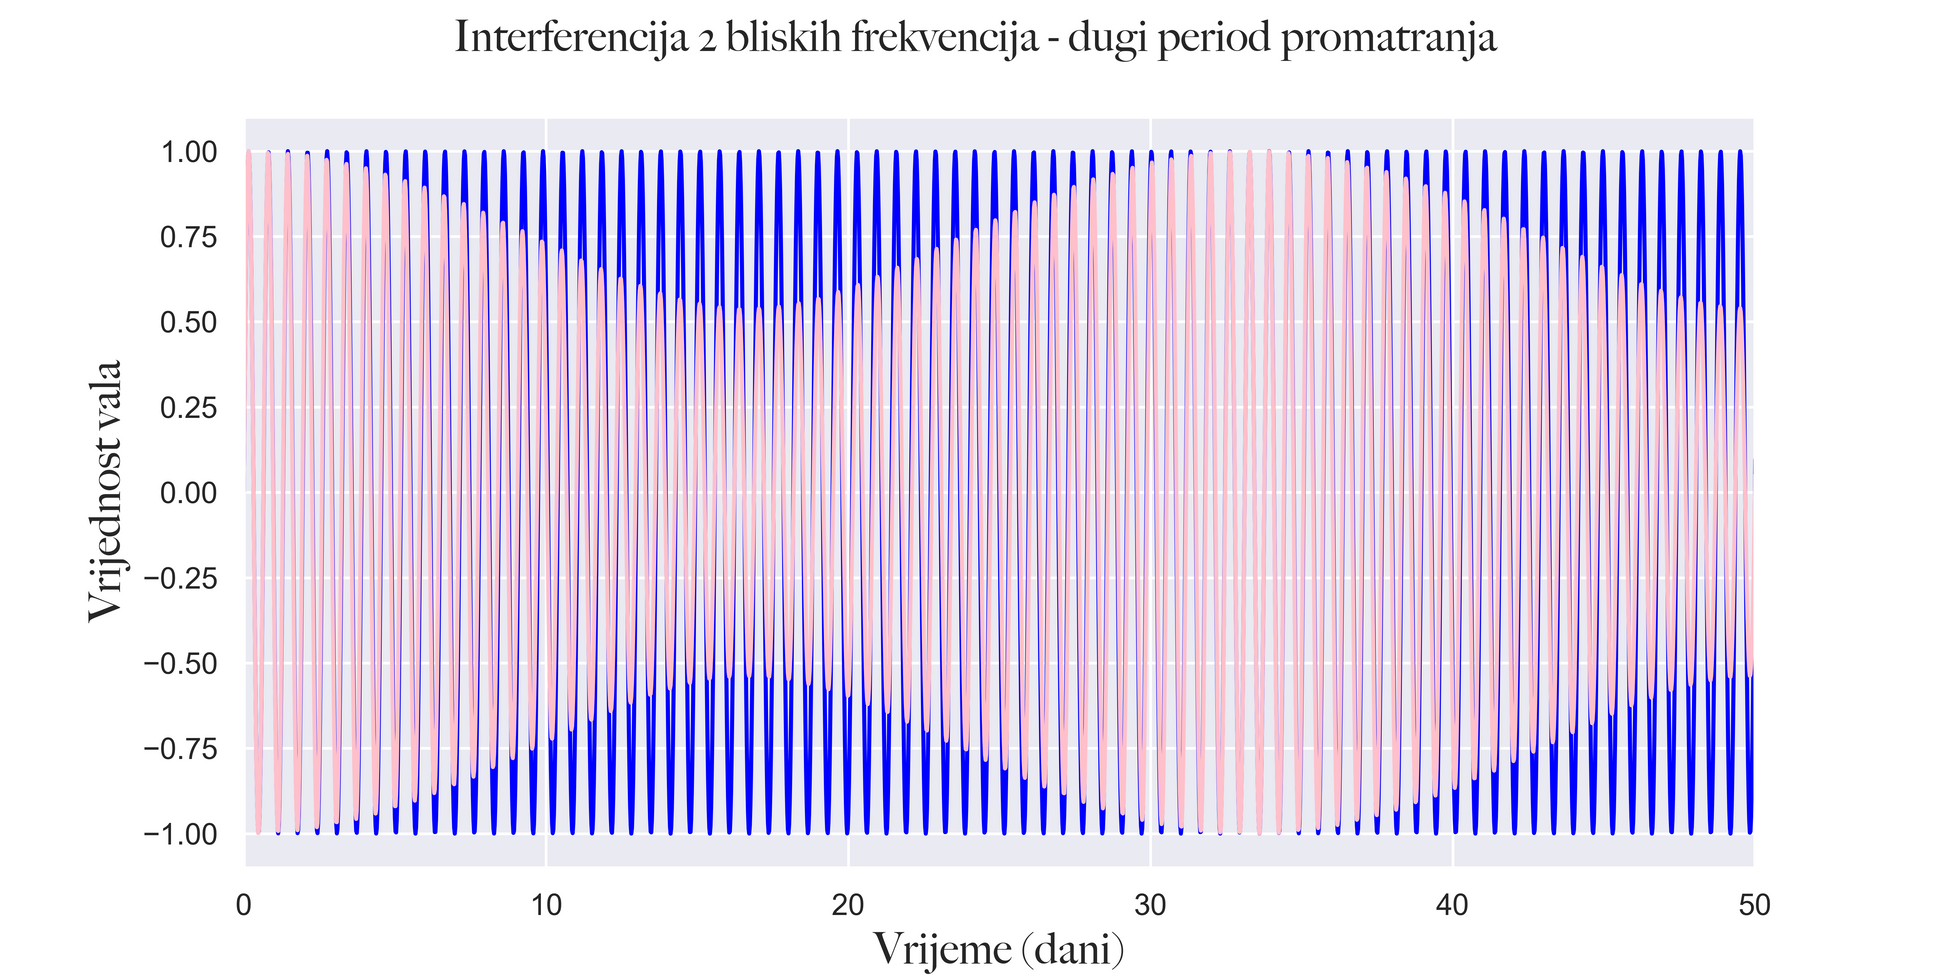 Interferencija 2 bliskih frekvencija - dugi period promatranja
Vrijednost vala
1.00
0.75
0.50
0.25
0.00
−0.25
−0.50
−0.75
−1.00
0 10 20 30 40 50
Vrijeme (dani)